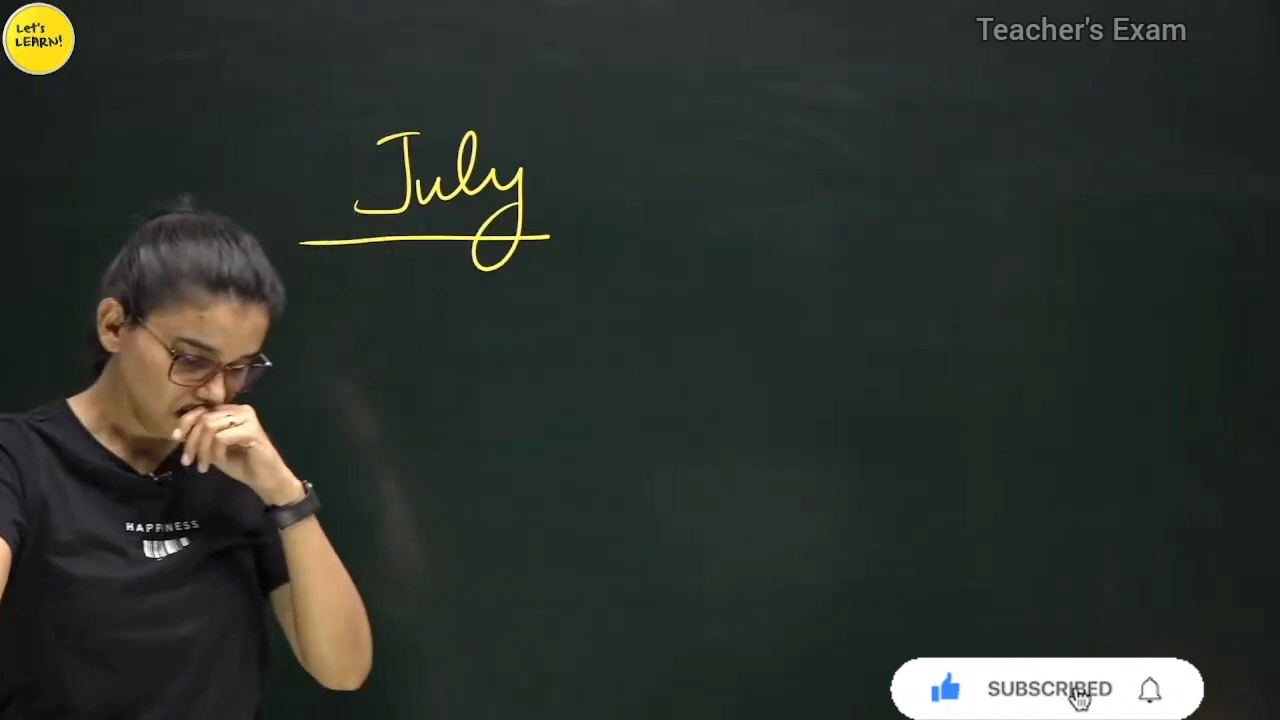 Let's
LEARN!
Teacher's Exam
July
HAPPINESS
SUBSCRIBED